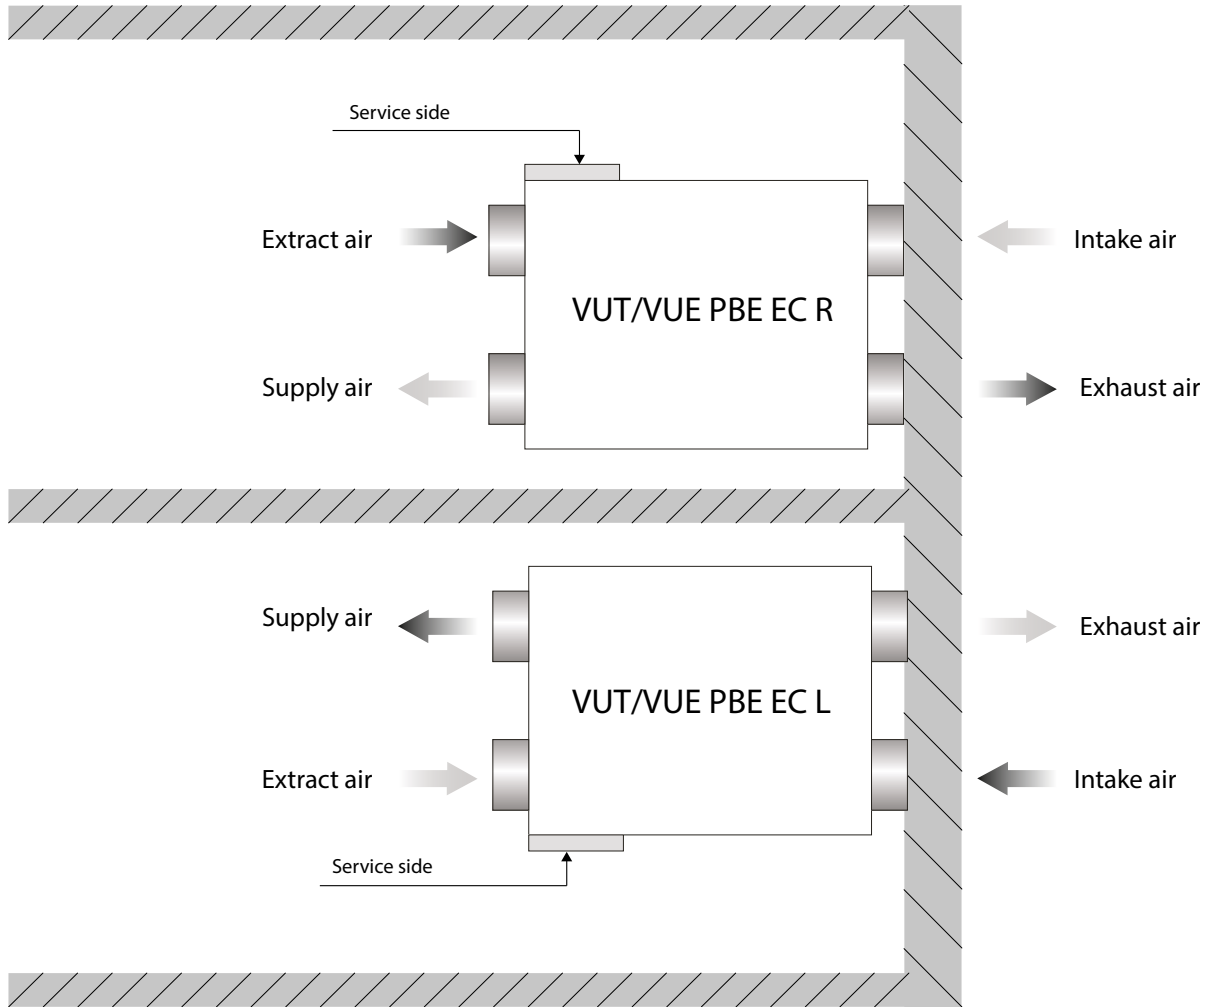 Service side
Extract air
Intake air
VUT/VUE PBE EC R
Supply air
Exhaust air
Supply air
Exhaust air
VUT/VUE PBE EC L
Extract air
Intake air
Service side